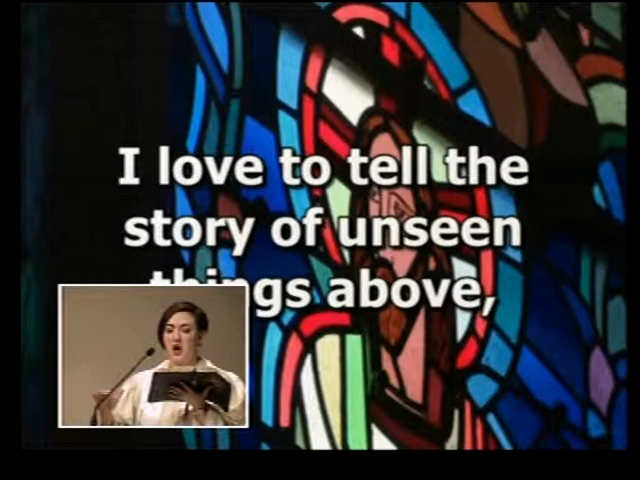 I love to tell the
story of unseen
things above,